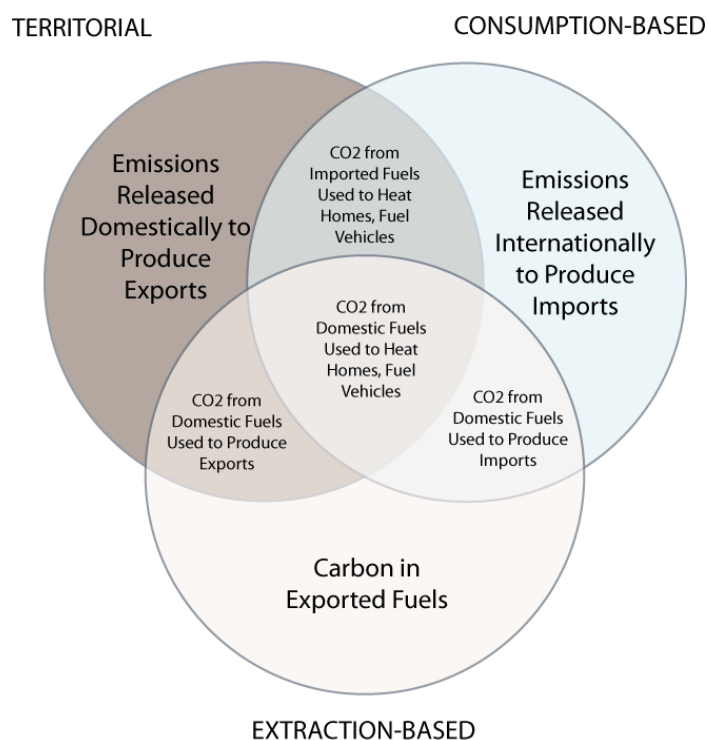 TERRITORIAL
CONSUMPTION-BASED
Emissions
Released
Domestically to
Produce
Exports
CO2 from
Imported Fuels
Used to Heat
Homes, Fuel
Vehicles
Emissions
Released
Internationally
to Produce
Imports
CO2 from
Domestic Fuels
Used to Heat
Homes, Fuel
Vehicles
CO2 from
Domestic Fuels
Used to Produce
Exports
CO2 from
Domestic Fuels
Used to Produce
Imports
Carbon in
Exported Fuels
EXTRACTION-BASED